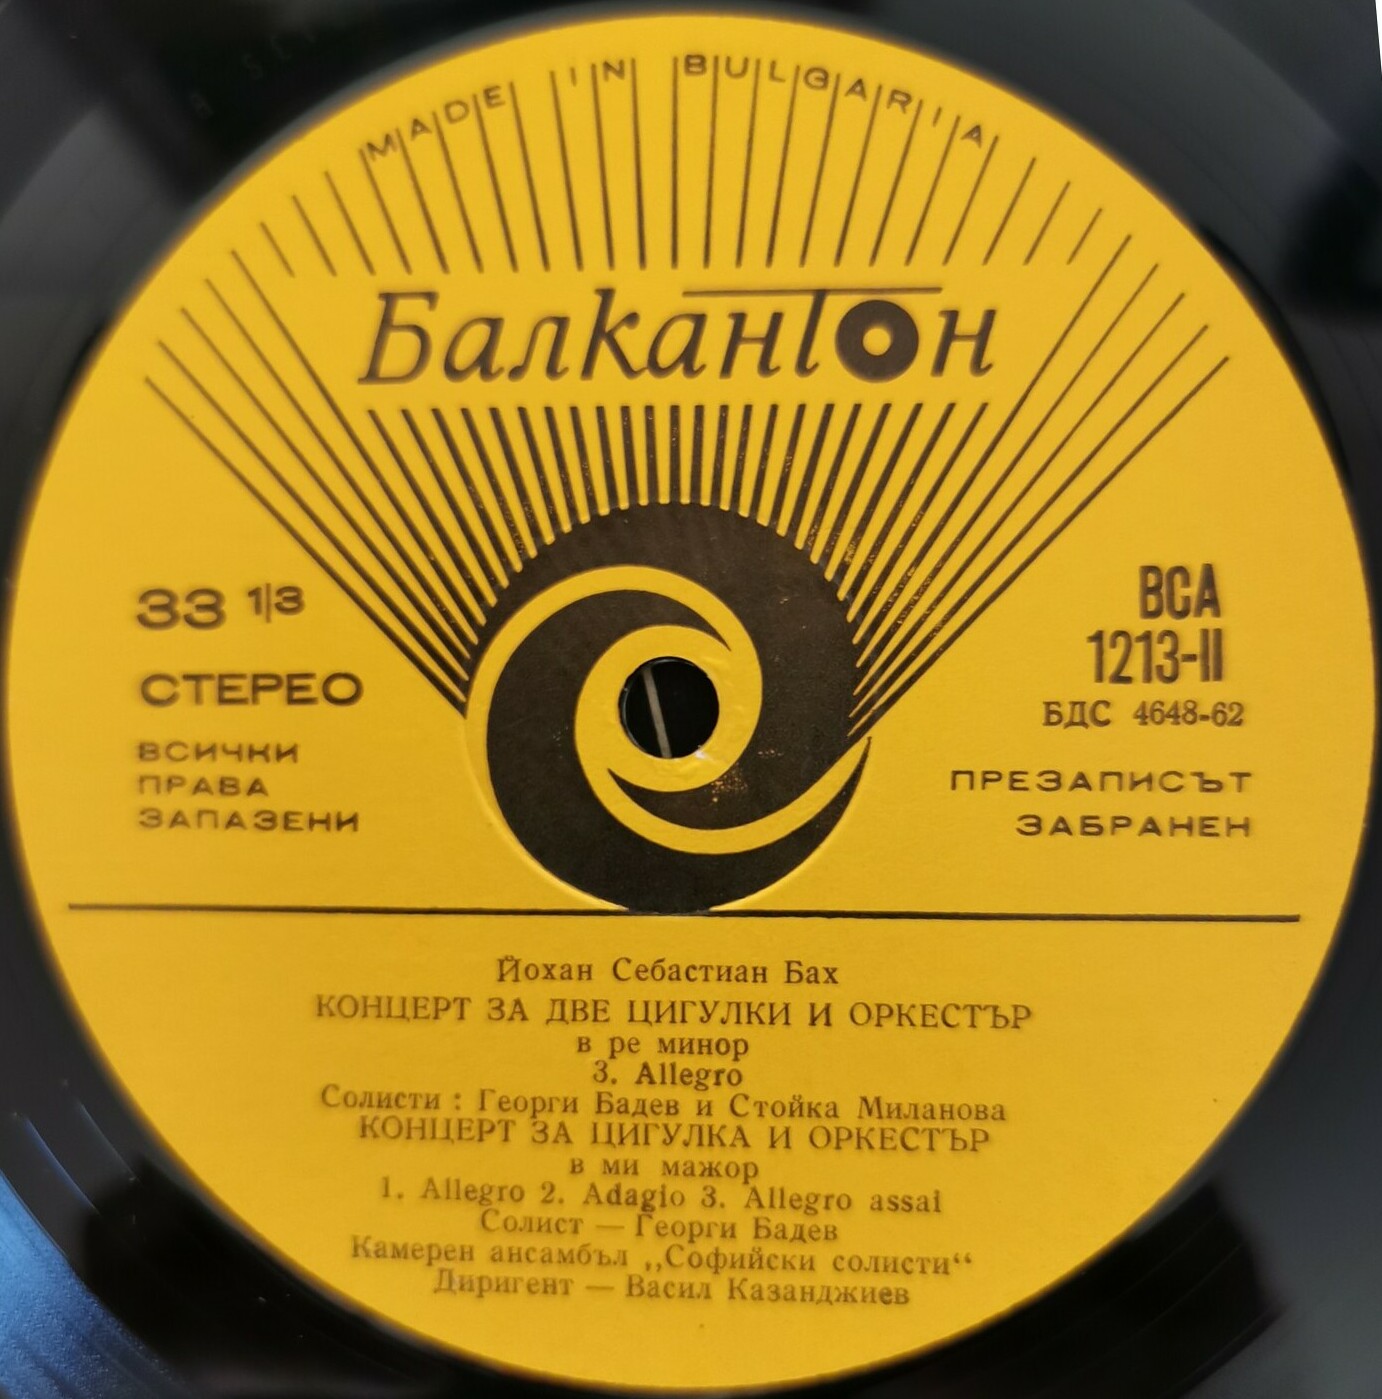 MADE IN BULGARIA
Балкантон
33 1/3
СТЕРЕО
ВСИЧКИ
ПРАВА
ЗАПАЗЕНИ
ВСА
1213-II
БДС 4648-62
ПРЕЗАПИСЪТ
ЗАБРАНЕН
Йохан Себастиан Бах
КОНЦЕРТ ЗА ДВЕ ЦИГУЛКИ И ОРКЕСТЪР
в ре минор
3. Allegro
Солисти : Георги Бадев и Стойка Миланова
КОНЦЕРТ ЗА ЦИГУЛКА И ОРКЕСТЪР
в ми мажор
1. Allegro 2. Adagio 3. Allegro assai
Солист — Георги Бадев
Камерен ансамбъл „Софийски солисти“
Диригент — Васил Казанджиев